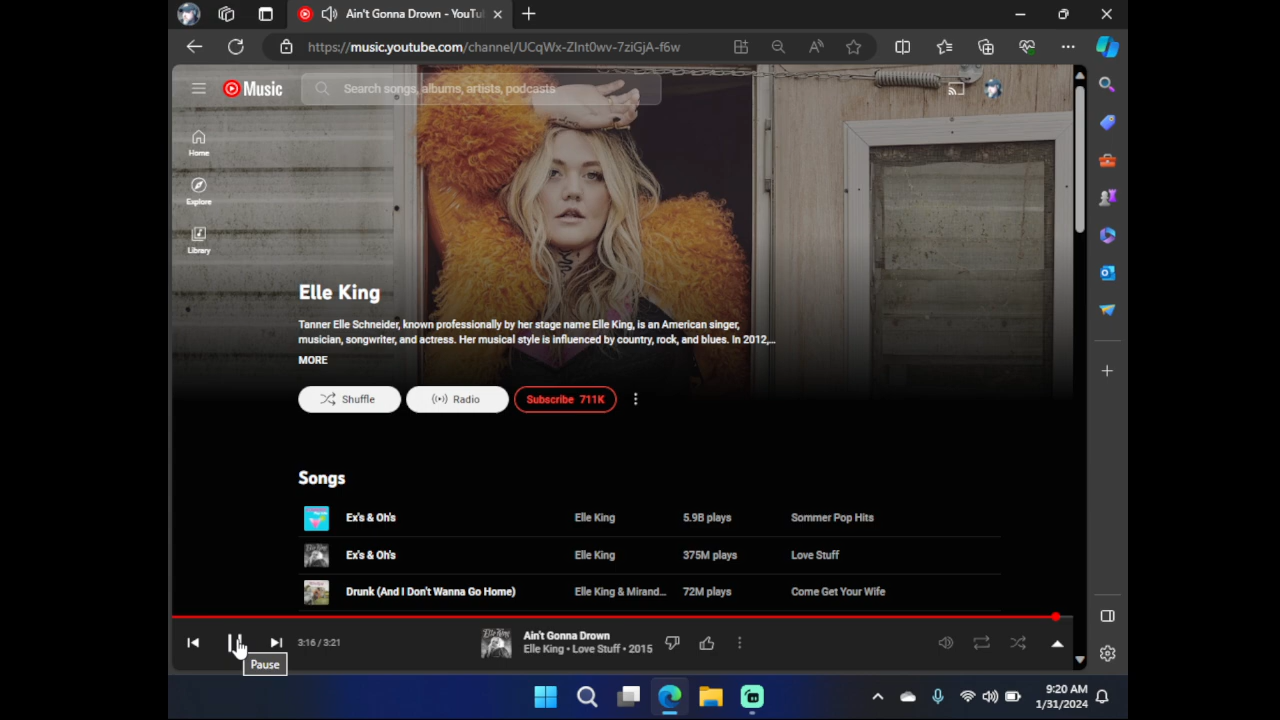 Ain't Gonna Drown - YouTu
https://music.youtube.com/channel/UCqWx-ZInt0wv-7ziGjA-f6w
Music
Search songs, albums, artists, podcasts
Home
Explore
Library
Elle King
Tanner Elle Schneider, known professionally by her stage name Elle King, is an American singer,
musician, songwriter, and actress. Her musical style is influenced by country, rock, and blues. In 2012,...
MORE
Shuffle
Radio
Subscribe 711K
Songs
Ex's & Oh's Elle King 5.9B plays Sommer Pop Hits
Ex's & Oh's Elle King 375M plays Love Stuff
Drunk (And I Don't Wanna Go Home) Elle King & Mirand... 72M plays Come Get Your Wife
3:16 / 3:21
Ain't Gonna Drown
Elle King • Love Stuff • 2015
Pause
9:20 AM
1/31/2024